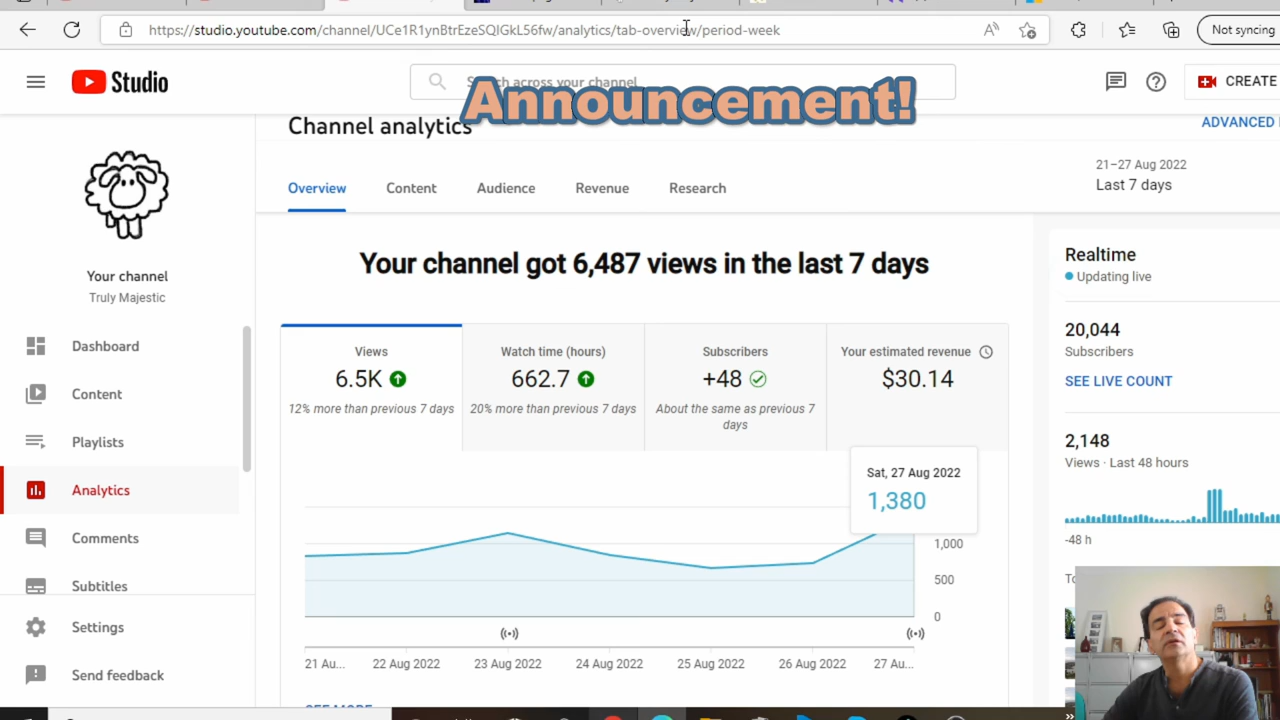 https://studio.youtube.com/channel/UCe1R1ynBtrEzeSQIGkL56fw/analytics/tab-overview/period-week
Not syncing
Studio
Search across your channel
CREATE
Announcement!
Channel analytics
ADVANCED
Overview
Content
Audience
Revenue
Research
21–27 Aug 2022
Last 7 days
Your channel
Truly Majestic
Dashboard
Content
Playlists
Analytics
Comments
Subtitles
Settings
Send feedback
Your channel got 6,487 views in the last 7 days
Views
6.5K
12% more than previous 7 days
Watch time (hours)
662.7
20% more than previous 7 days
Subscribers
+48
About the same as previous 7
days
Your estimated revenue
$30.14
Sat, 27 Aug 2022
1,380
1,000
500
0
21 Au...
22 Aug 2022
23 Aug 2022
24 Aug 2022
25 Aug 2022
26 Aug 2022
27 Au...
SEE MORE
Realtime
Updating live
20,044
Subscribers
SEE LIVE COUNT
2,148
Views · Last 48 hours
-48 h